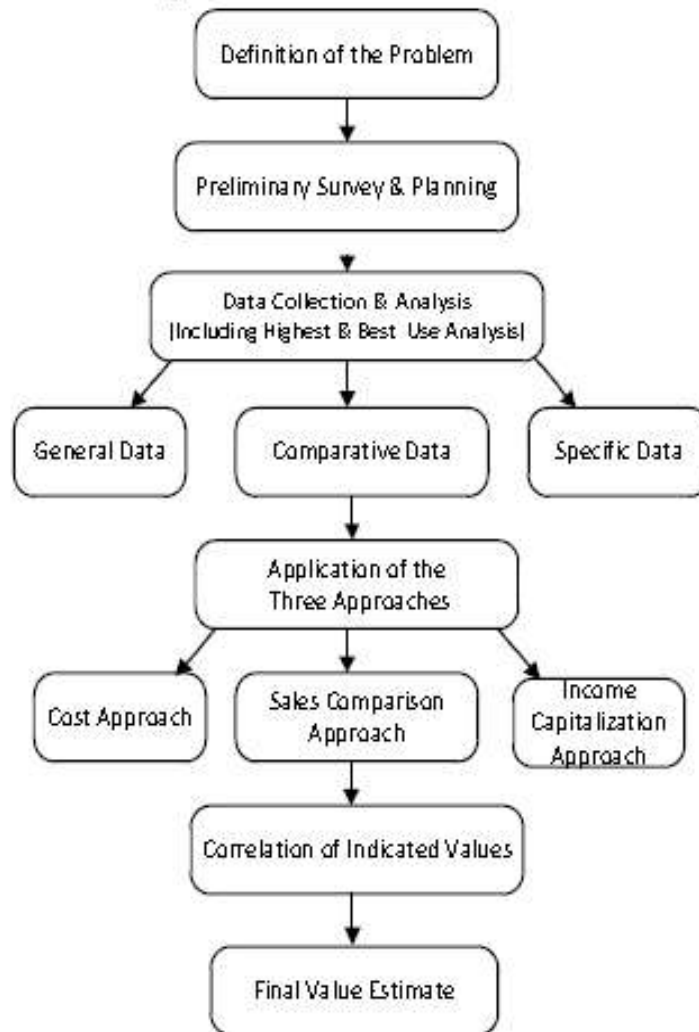 Definition of the Problem
Preliminary Survey & Planning
Data Collection & Analysis
(Including Highest & Best Use Analysis)
General Data
Comparative Data
Specific Data
Application of the
Three Approaches
Cost Approach
Sales Comparison
Approach
Income
Capitalization
Approach
Correlation of Indicated Values
Final Value Estimate